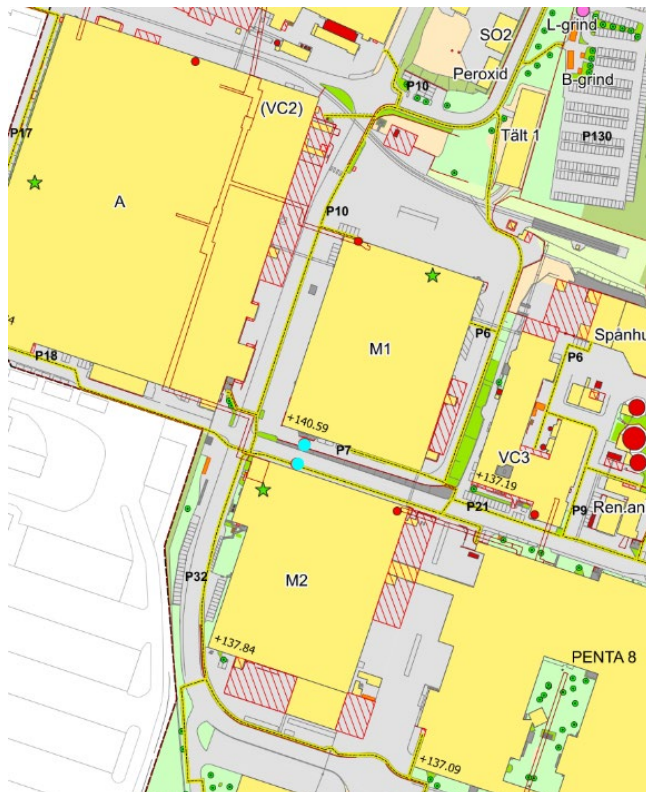 L-grind
SO2
Peroxid
P10
B-grind
(VC2)
P17
Tält 1
P130
A
P10
P6
Spånhu
M1
P6
P18
+140.59
P7
VC3
+137.19
P21
P9
Ren.an
M2
P32
+137.84
PENTA 8
+137.09